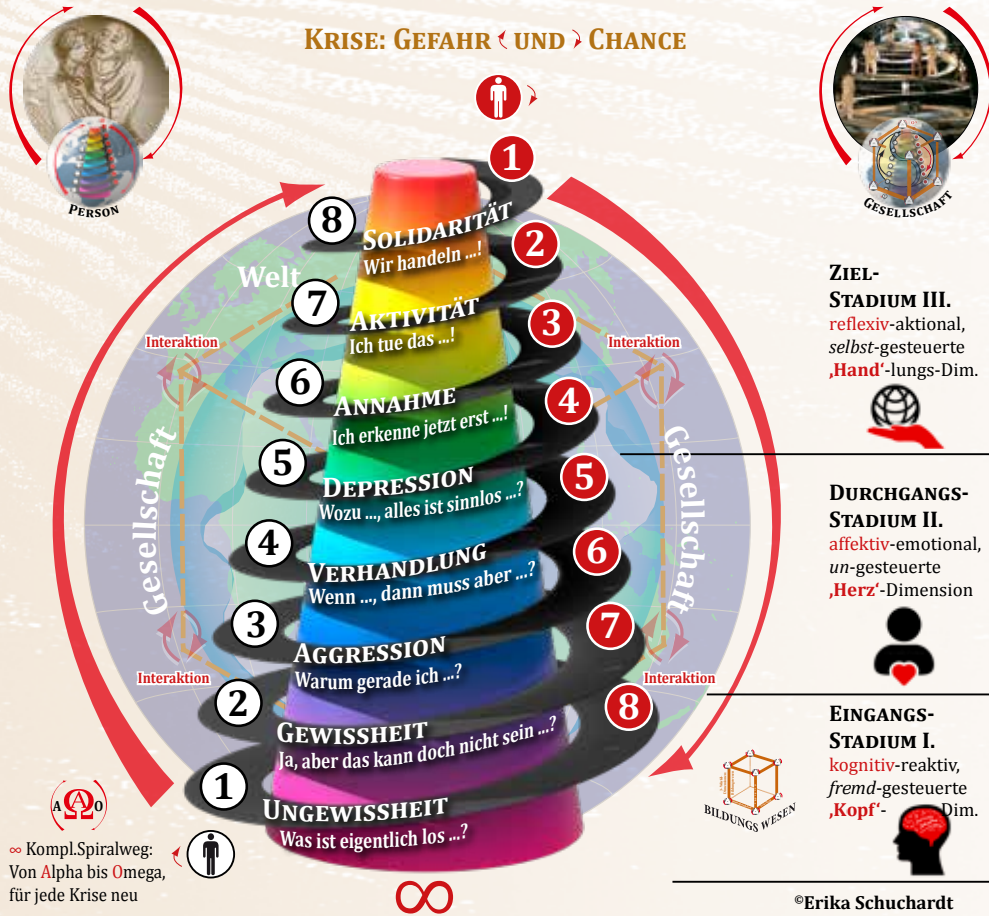 KRISE: GEFAHR UND CHANCE
PERSON
GESELLSCHAFT
1
8
SOLIDARITÄT
Wir handeln ...!
2
Welt
7
AKTIVITÄT
Ich tue das ...!
3
Interaktion
Interaktion
6
ANNAHME
Ich erkenne jetzt erst ...!
4
Gesellschaft
Gesellschaft
5
DEPRESSION
Wozu ..., alles ist sinnlos ...?
5
4
VERHANDLUNG
Wenn ..., dann muss aber ...?
6
3
AGGRESSION
Warum gerade ich ...?
7
Interaktion
Interaktion
2
GEWISSHEIT
Ja, aber das kann doch nicht sein ...?
8
1
UNGEWISSHEIT
Was ist eigentlich los ...?
∞
ZIEL-
STADIUM III.
reflexiv-aktional,
selbst-gesteuerte
‚Hand‘-lungs-Dim.
DURCHGANGS-
STADIUM II.
affektiv-emotional,
un-gesteuerte
‚Herz‘-Dimension
EINGANGS-
STADIUM I.
kognitiv-reaktiv,
fremd-gesteuerte
‚Kopf‘- Dim.
BILDUNGS WESEN
A Ω O
∞ Kompl.Spiralweg:
Von Alpha bis Omega,
für jede Krise neu
©Erika Schuchardt